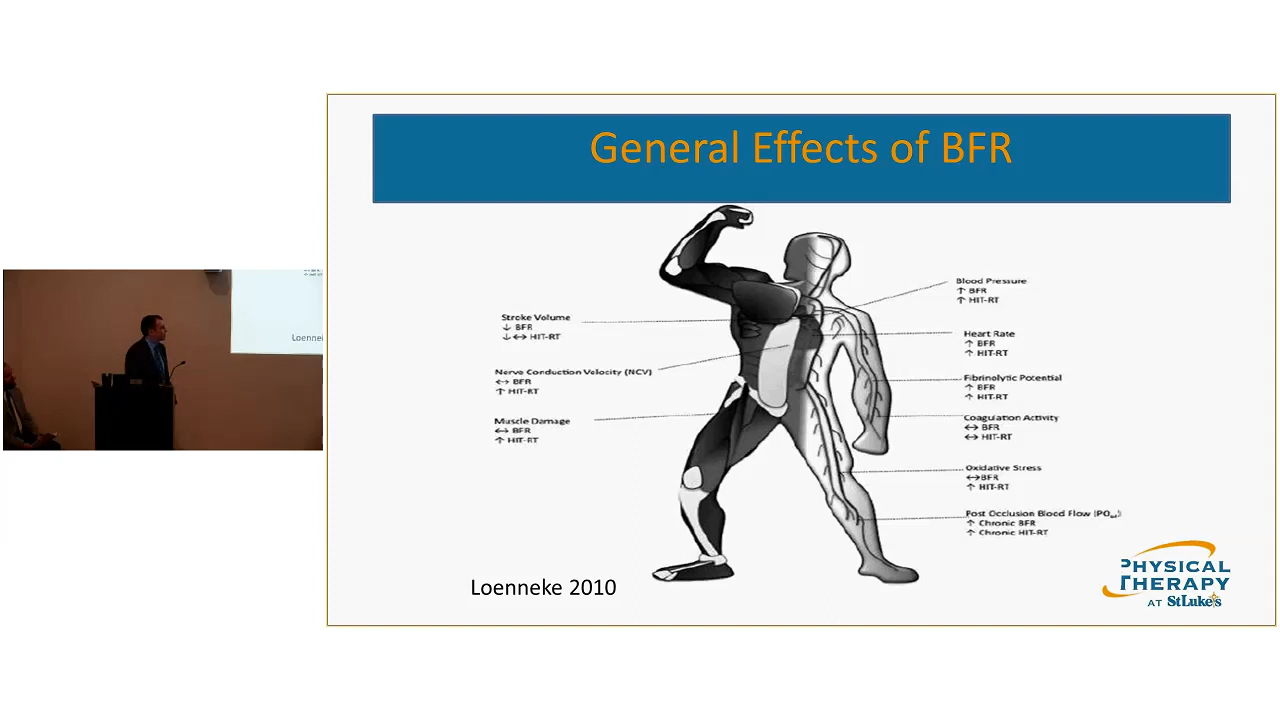 General Effects of BFR
Stroke Volume
↓ BFR
↓ ↔ HIT-RT
Nerve Conduction Velocity (NCV)
↔ BFR
↑ HIT-RT
Muscle Damage
↔ BFR
↑ HIT-RT
Blood Pressure
↑ BFR
↑ HIT-RT
Heart Rate
↑ BFR
↑ HIT-RT
Fibrinolytic Potential
↑ BFR
↑ HIT-RT
Coagulation Activity
↔ BFR
↔ HIT-RT
Oxidative Stress
↔BFR
↑ HIT-RT
Post Occlusion Blood Flow
↑ Chronic BFR
↑ Chronic HIT-RT
Loenneke 2010
PHYSICAL
THERAPY
AT StLuke's
Loennei